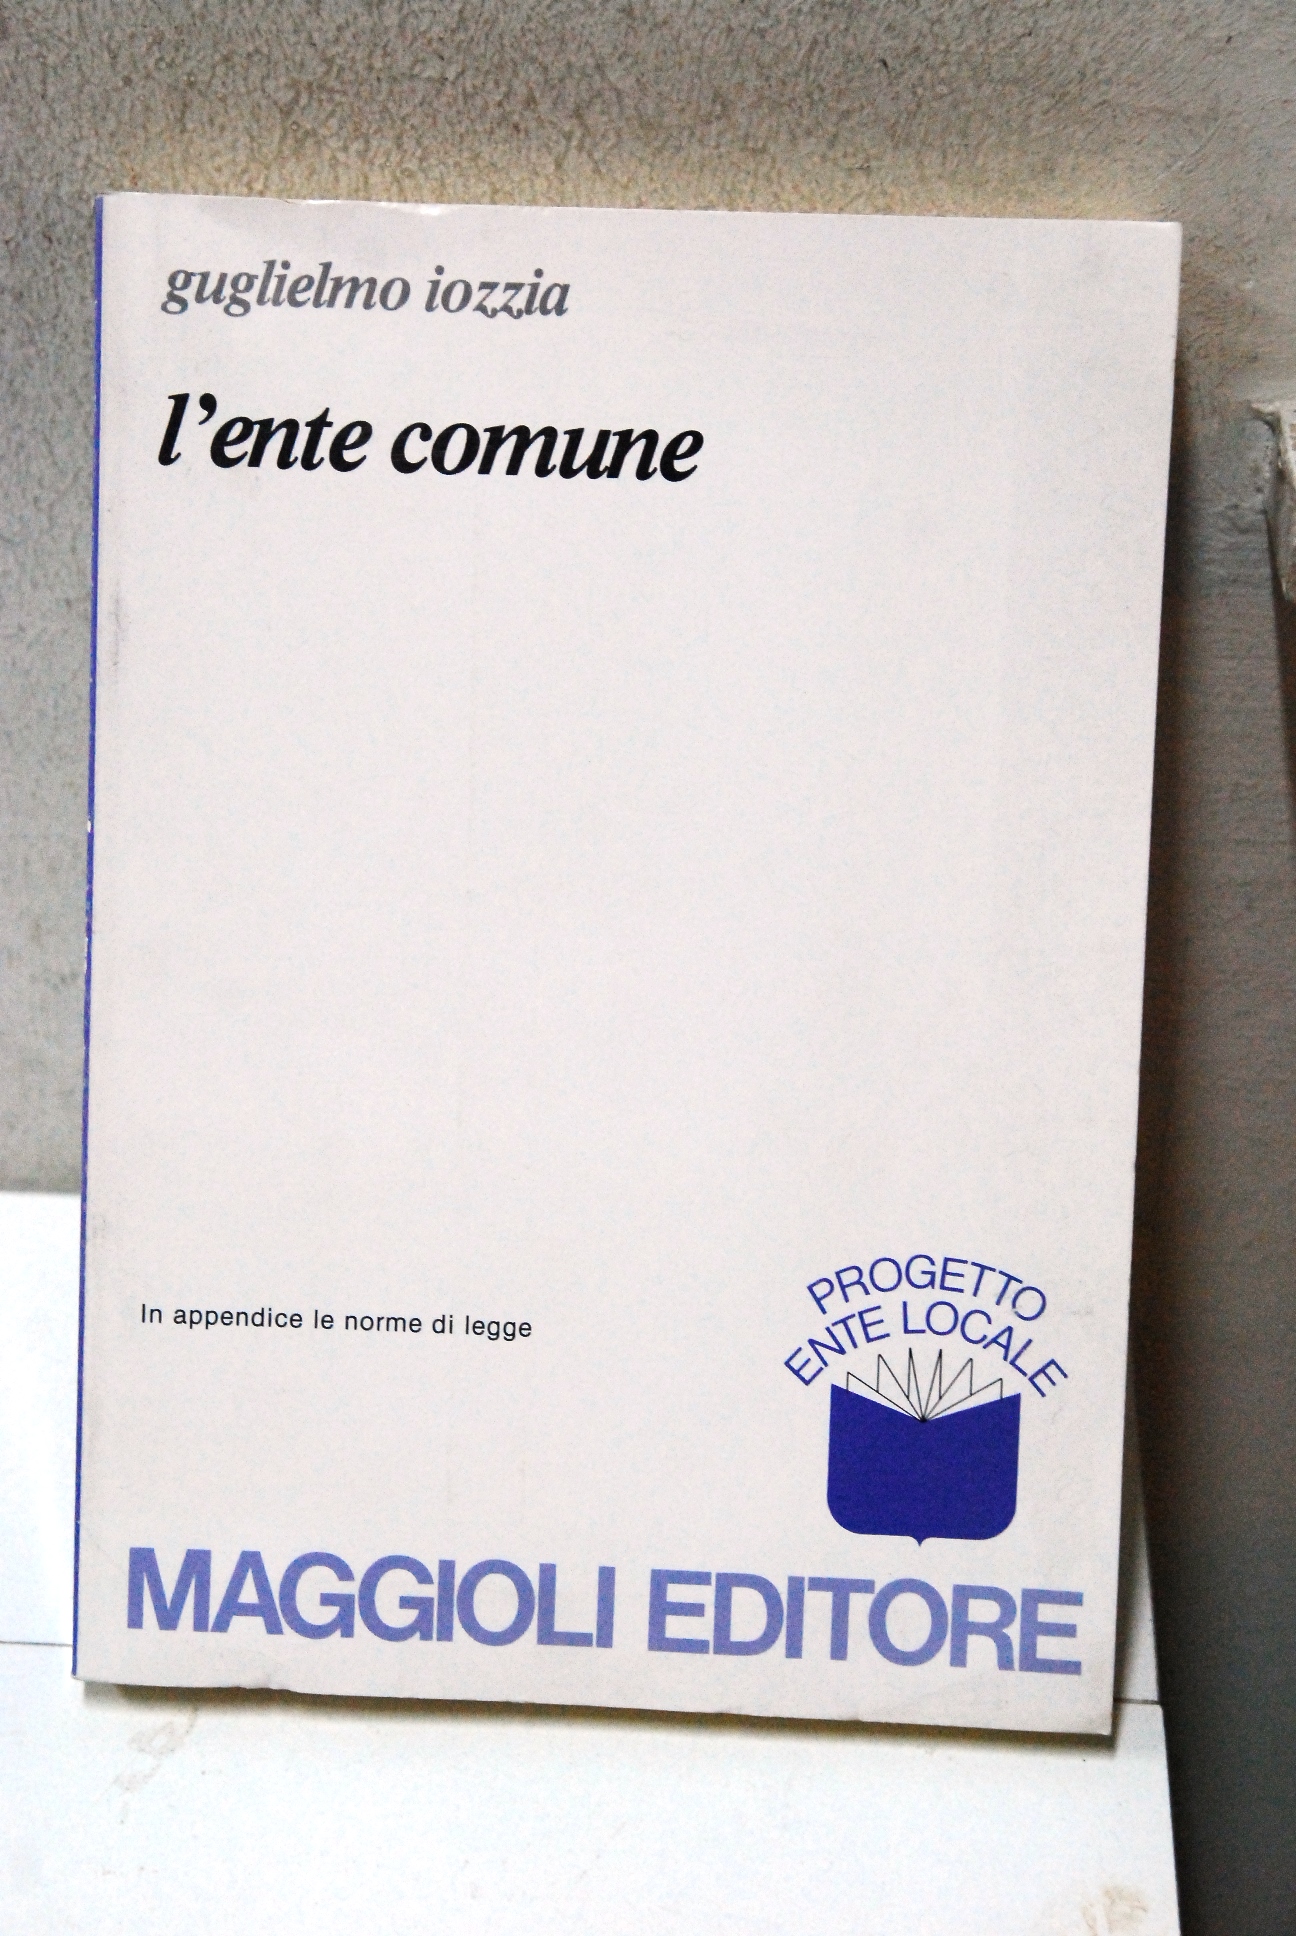 guglielmo iozzia
l'ente comune
In appendice le norme di legge
PROGETTO
ENTE LOCALE
MAGGIOLI EDITORE